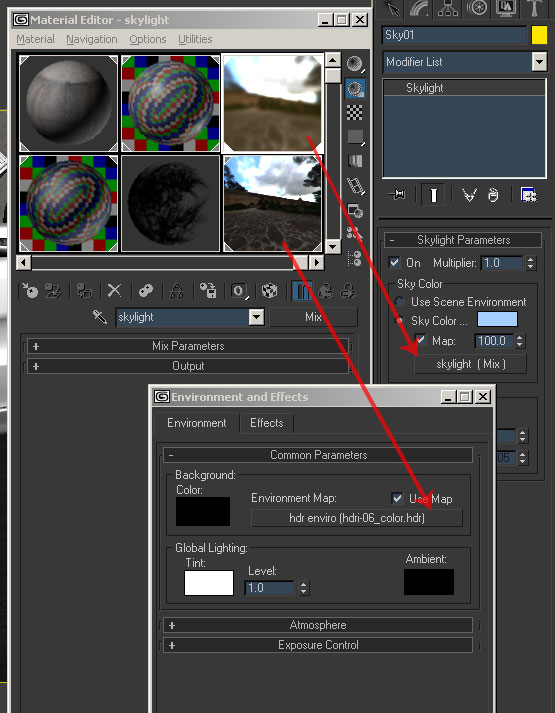 Material Editor - skylight
Material Navigation Options Utilities
skylight
Mix
Mix Parameters
Output
Sky01
Modifier List
Skylight
Skylight Parameters
On Multiplier: 1.0
Sky Color
Use Scene Environment
Sky Color ...
Map: 100.0
skylight ( Mix )
05
Environment and Effects
Environment Effects
Common Parameters
Background:
Color:
Environment Map:
Use Map
hdr enviro (hdri-06_color.hdr)
Global Lighting:
Tint:
Level:
Ambient:
1.0
Atmosphere
Exposure Control